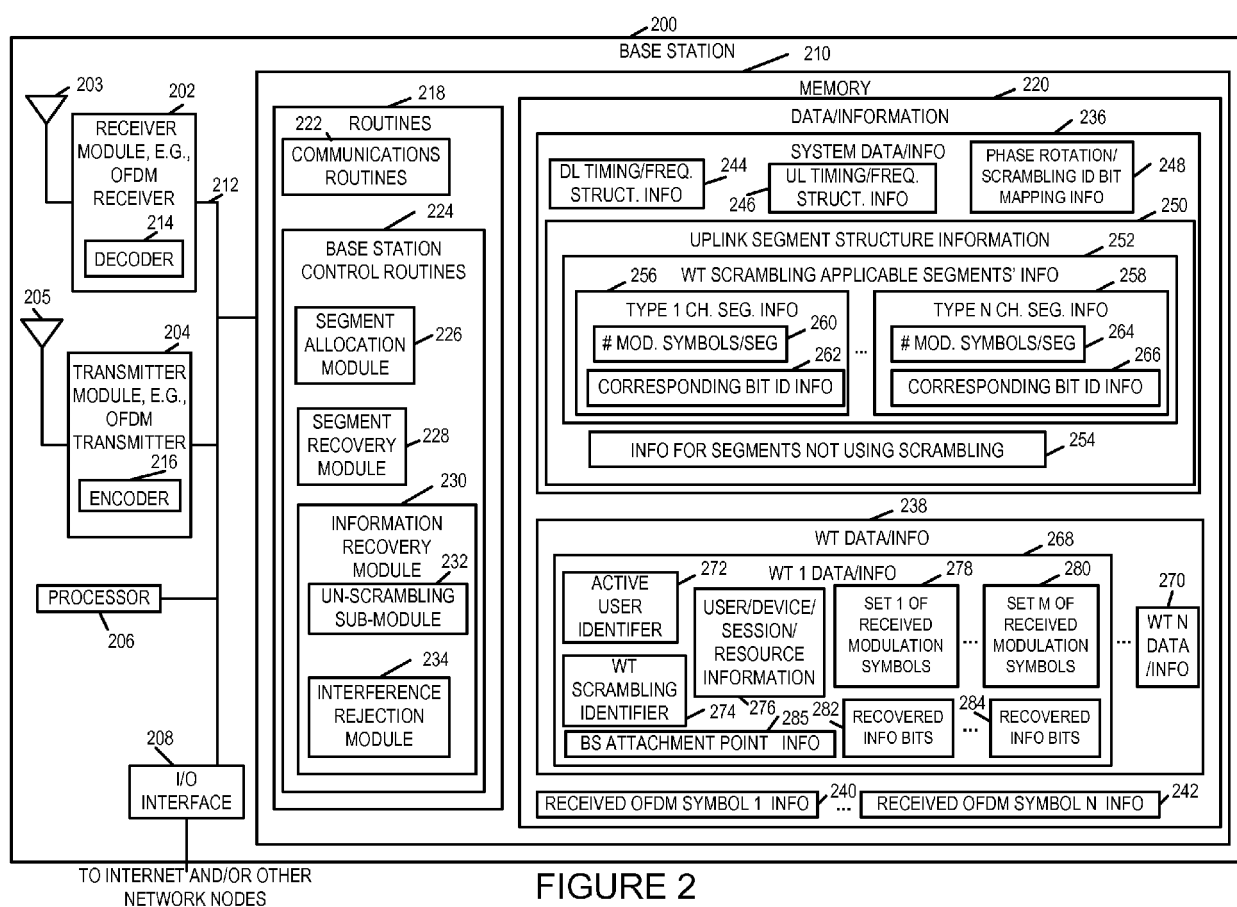 200
BASE STATION
203
202
RECEIVER
MODULE, E.G.,
OFDM
RECEIVER
212
214
DECODER
205
204
TRANSMITTER
MODULE, E.G.,
OFDM
TRANSMITTER
216
ENCODER
PROCESSOR
206
208
I/O
INTERFACE
TO INTERNET AND/OR OTHER
NETWORK NODES
210
MEMORY
218
ROUTINES
222
COMMUNICATIONS
ROUTINES
224
BASE STATION
CONTROL ROUTINES
SEGMENT
ALLOCATION
MODULE
226
SEGMENT
RECOVERY
MODULE
228
230
INFORMATION
RECOVERY
MODULE
232
UN-SCRAMBLING
SUB-MODULE
234
INTERFERENCE
REJECTION
MODULE
220
DATA/INFORMATION
236
SYSTEM DATA/INFO
DL TIMING/FREQ.
STRUCT. INFO
244
UL TIMING/FREQ.
STRUCT. INFO
246
PHASE ROTATION/
SCRAMBLING ID BIT
MAPPING INFO
248
250
UPLINK SEGMENT STRUCTURE INFORMATION
252
WT SCRAMBLING APPLICABLE SEGMENTS' INFO
256
TYPE 1 CH. SEG. INFO
260
# MOD. SYMBOLS/SEG
262
CORRESPONDING BIT ID INFO
...
258
TYPE N CH. SEG. INFO
# MOD. SYMBOLS/SEG
264
266
CORRESPONDING BIT ID INFO
INFO FOR SEGMENTS NOT USING SCRAMBLING
254
238
WT DATA/INFO
268
WT 1 DATA/INFO
272
ACTIVE
USER
IDENTIFER
WT
SCRAMBLING
IDENTIFIER
274
USER/DEVICE/
SESSION/
RESOURCE
INFORMATION
276
278
SET 1 OF
RECEIVED
MODULATION
SYMBOLS
...
280
SET M OF
RECEIVED
MODULATION
SYMBOLS
285
BS ATTACHMENT POINT INFO
282
RECOVERED
INFO BITS
...
284
RECOVERED
INFO BITS
...
270
WT N
DATA
/INFO
RECEIVED OFDM SYMBOL 1 INFO
240
...
RECEIVED OFDM SYMBOL N INFO
242
FIGURE 2